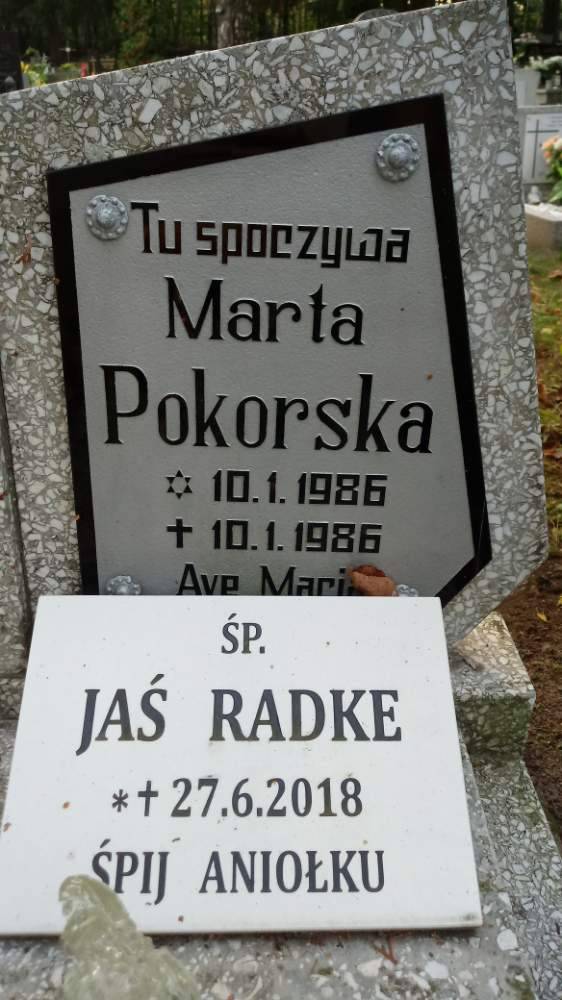 Tu spoczywa
Marta
Pokorska
✡ 10.1.1986
✝ 10.1.1986
Ave Maria
ŚP.
JAŚ RADKE
*✝ 27.6.2018
ŚPIJ ANIOŁKU